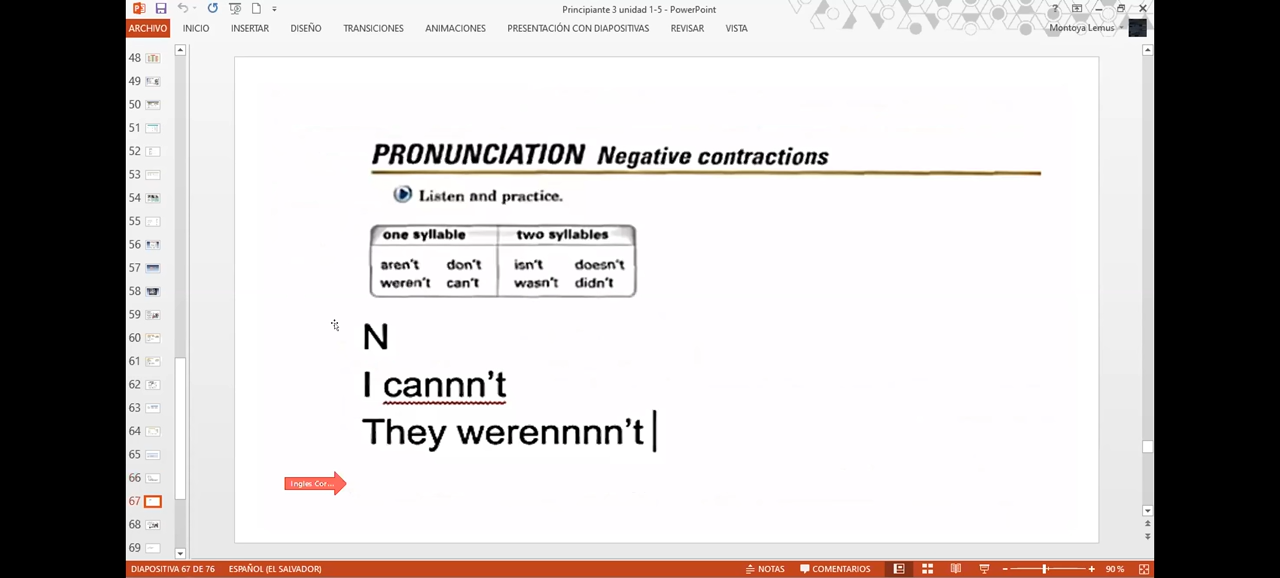 Principiante 3 unidad 1-5 - PowerPoint
ARCHIVO INICIO INSERTAR DISEÑO TRANSICIONES ANIMACIONES PRESENTACIÓN CON DIAPOSITIVAS REVISAR VISTA Montoya Lemus
48
49
50
51
52
53
54
55
56
57
58
59
60
61
62
63
64
65
66
67
68
69
PRONUNCIATION Negative contractions
Listen and practice.
one syllable two syllables
aren't don't isn't doesn't
weren't can't wasn't didn't
N
I cannn't
They werennnn't
Ingles Cor...
DIAPOSITIVA 67 DE 76 ESPAÑOL (EL SALVADOR) NOTAS COMENTARIOS 90 %